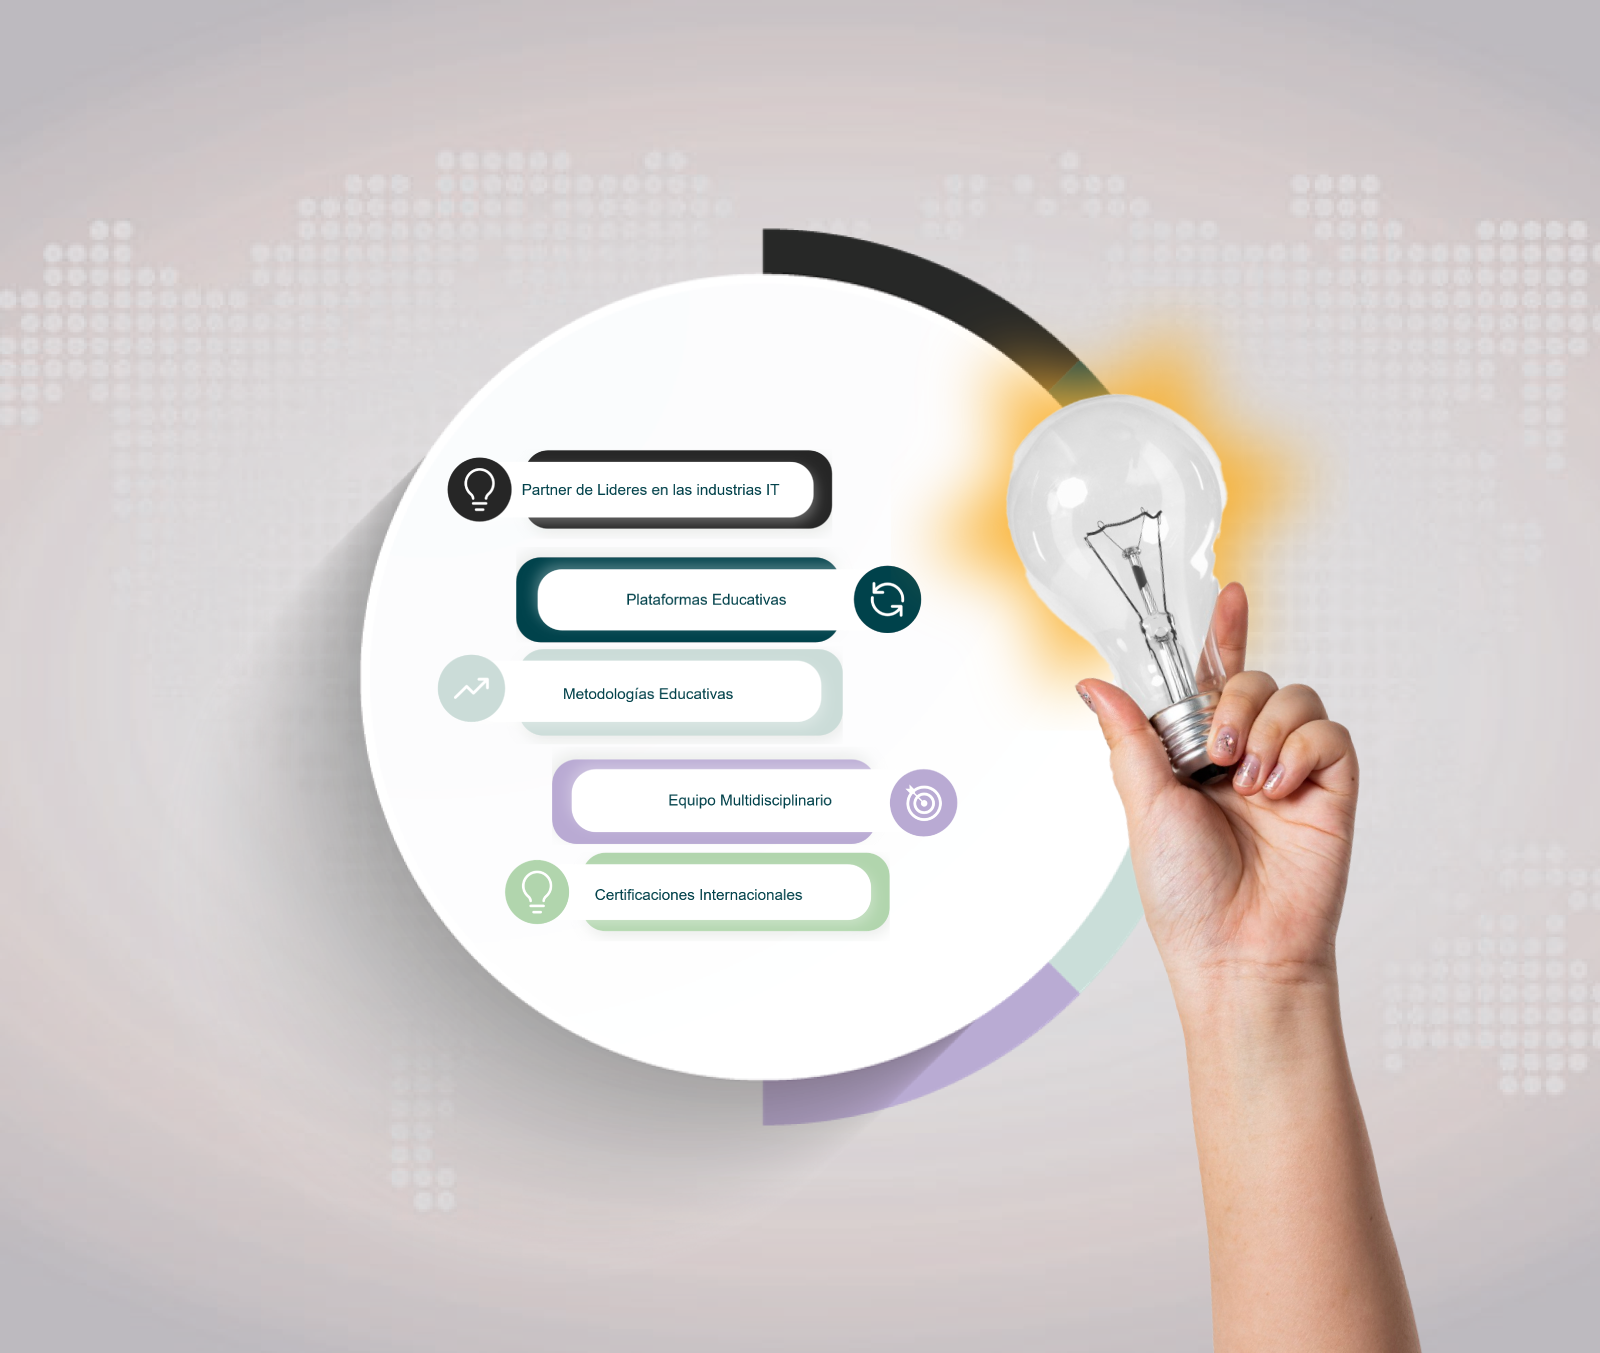 Partner de Lideres en las industrias IT
Plataformas Educativas
Metodologías Educativas
Equipo Multidisciplinario
Certificaciones Internacionales